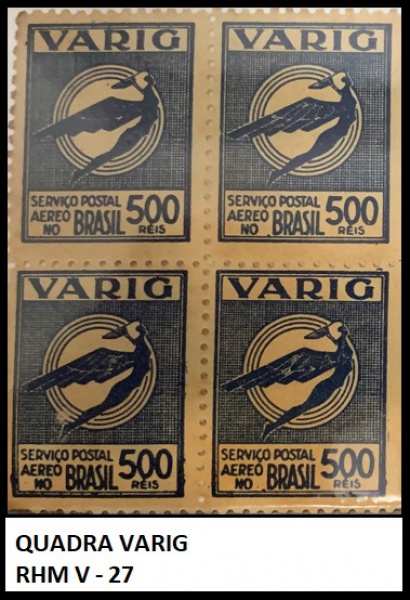 VARIG
SERVIÇO POSTAL
AEREO
NO BRASIL 500
RÉIS
VARIG
SERVIÇO POSTAL
AEREO
NO BRASIL 500
RÉIS
VARIG
SERVIÇO POSTAL
AEREO
NO BRASIL 500
RÉIS
VARIG
SERVIÇO POSTAL
AEREO
NO BRASIL 500
RÉIS
QUADRA VARIG
RHM V - 27